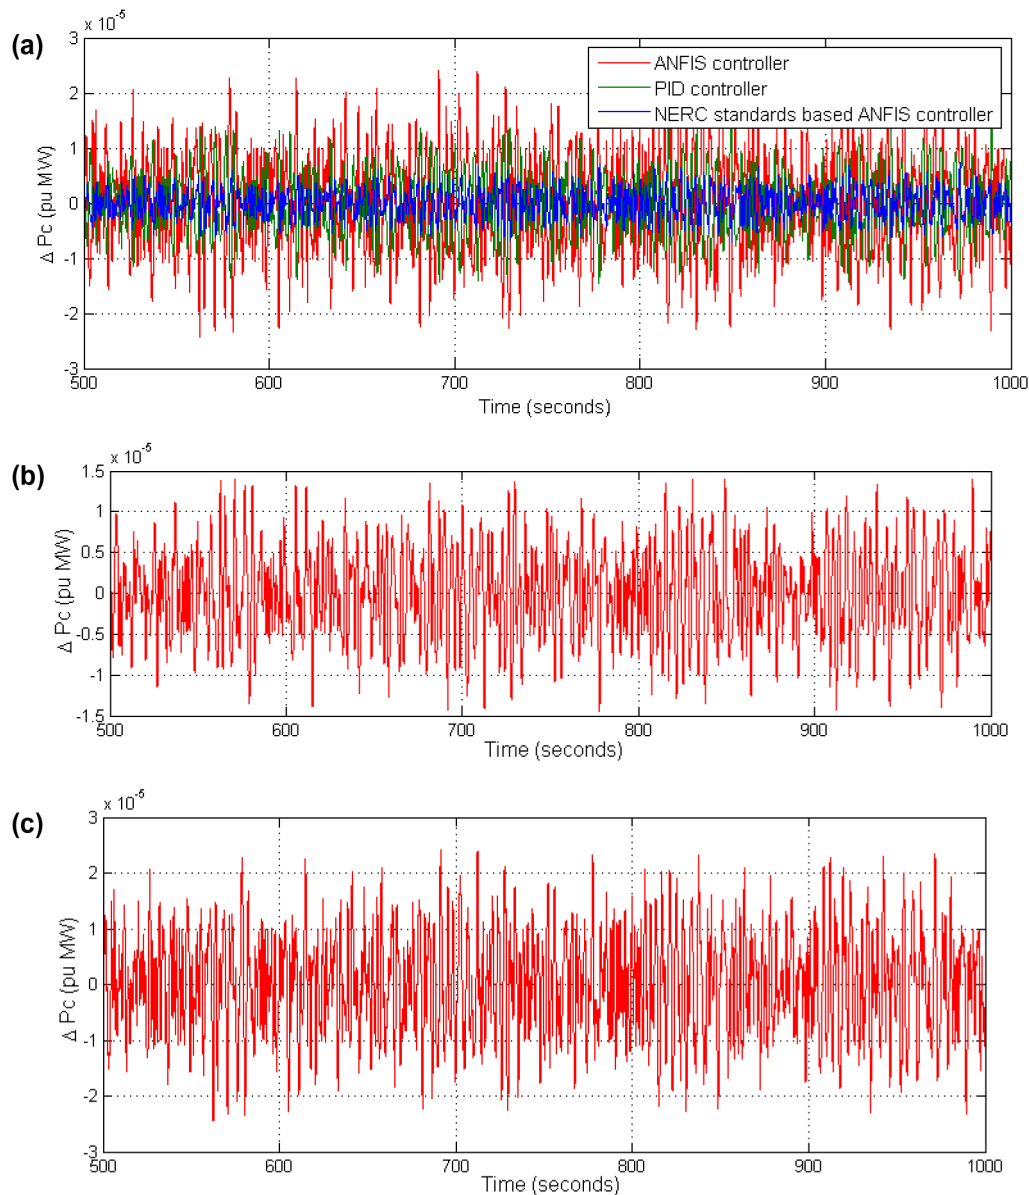 (a)
x 10-5
3
2
1
0
-1
-2
-3
Δ Pc (pu MW)
ANFIS controller
PID controller
NERC standards based ANFIS controller
500 600 700 800 900 1000
Time (seconds)
(b)
x 10-5
1.5
1
0.5
0
-0.5
-1
-1.5
Δ Pc (pu MW)
500 600 700 800 900 1000
Time (seconds)
(c)
x 10-5
3
2
1
0
-1
-2
-3
Δ Pc (pu MW)
500 600 700 800 900 1000
Time (seconds)